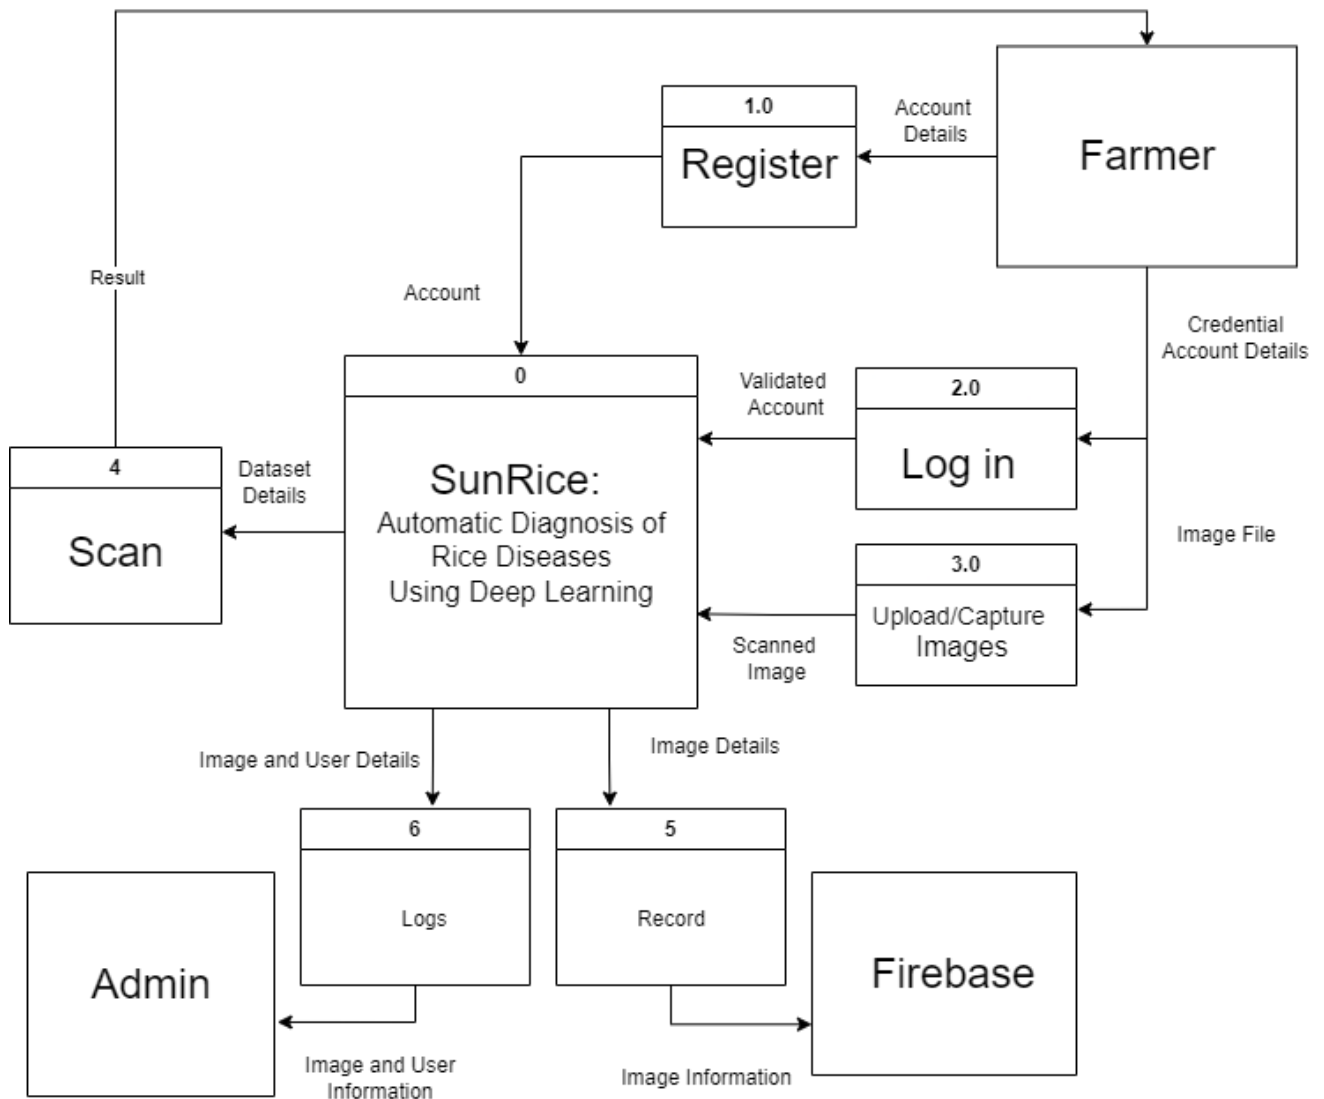 1.0
Register
Account
Details
Farmer
Result
Account
Credential
Account Details
0
SunRice:
Automatic Diagnosis of
Rice Diseases
Using Deep Learning
Validated
Account
2.0
Log in
4
Scan
Dataset
Details
Image File
3.0
Upload/Capture
Images
Scanned
Image
Image and User Details
Image Details
6
Logs
5
Record
Admin
Firebase
Image and User
Information
Image Information